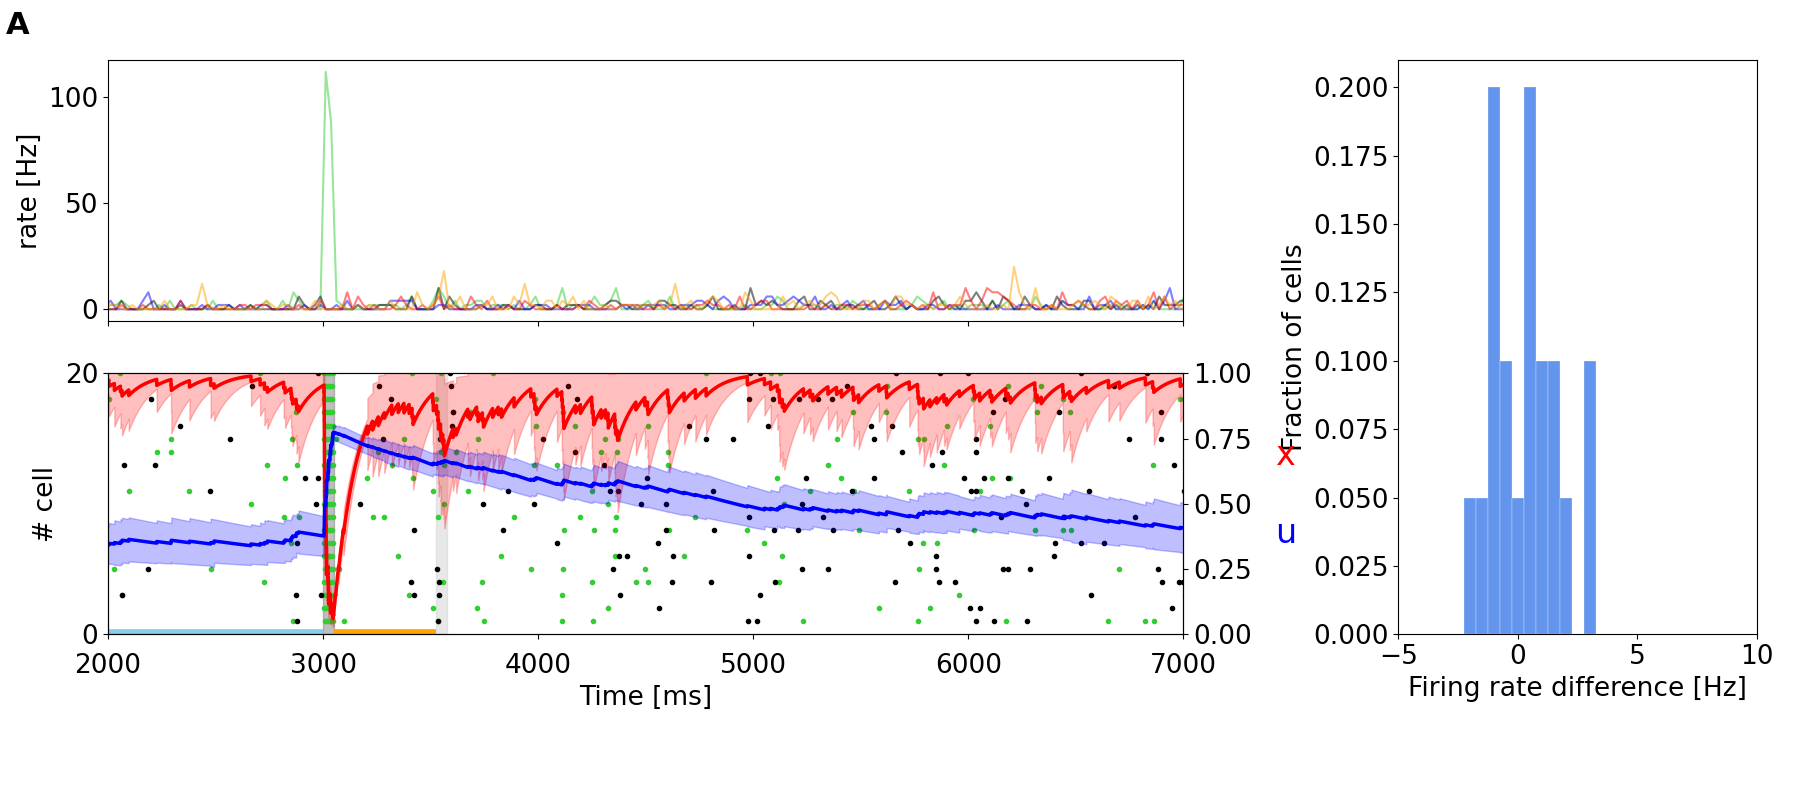 A
100
50
0
rate [Hz]
20
0
# cell
1.00
0.75
0.50
0.25
0.00
x
u
2000 3000 4000 5000 6000 7000
Time [ms]
0.200
0.175
0.150
0.125
0.100
0.075
0.050
0.025
0.000
Fraction of cells
−5 0 5 10
Firing rate difference [Hz]